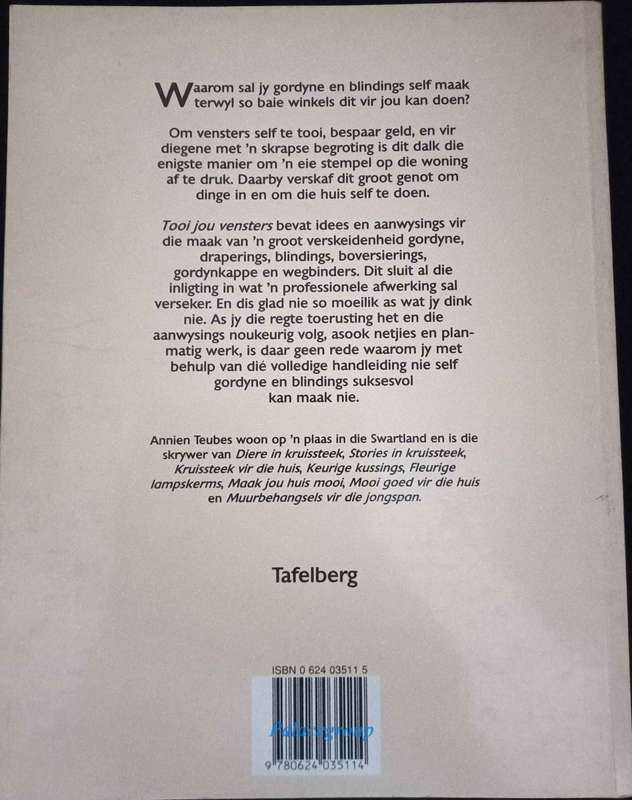 Waarom sal jy gordyne en blindings self maak
terwyl so baie winkels dit vir jou kan doen?
Om vensters self te tooi, bespaar geld, en vir
diegene met 'n skrapse begroting is dit dalk die
enigste manier om 'n eie stempel op die woning
af te druk. Daarby verskaf dit groot genot om
dinge in en om die huis self te doen.
Tooi jou vensters bevat idees en aanwysings vir
die maak van 'n groot verskeidenheid gordyne,
draperings, blindings, boversierings,
gordynkappe en wegbinders. Dit sluit al die
inligting in wat 'n professionele afwerking sal
verseker. En dis glad nie so moeilik as wat jy dink
nie. As jy die regte toerusting het en die
aanwysings noukeurig volg, asook netjies en plan-
matig werk, is daar geen rede waarom jy met
behulp van dié volledige handleiding nie self
gordyne en blindings suksesvol
kan maak nie.
Annien Teubes woon op 'n plaas in die Swartland en is die
skrywer van Diere in kruissteek, Stories in kruissteek,
Kruissteek vir die huis, Keurige kussings, Fleurige
lampskerms, Maak jou huis mooi, Mooi goed vir die huis
en Muurbehangsels vir die jongspan.
Tafelberg
ISBN 0 624 03511 5
9 780624 035114